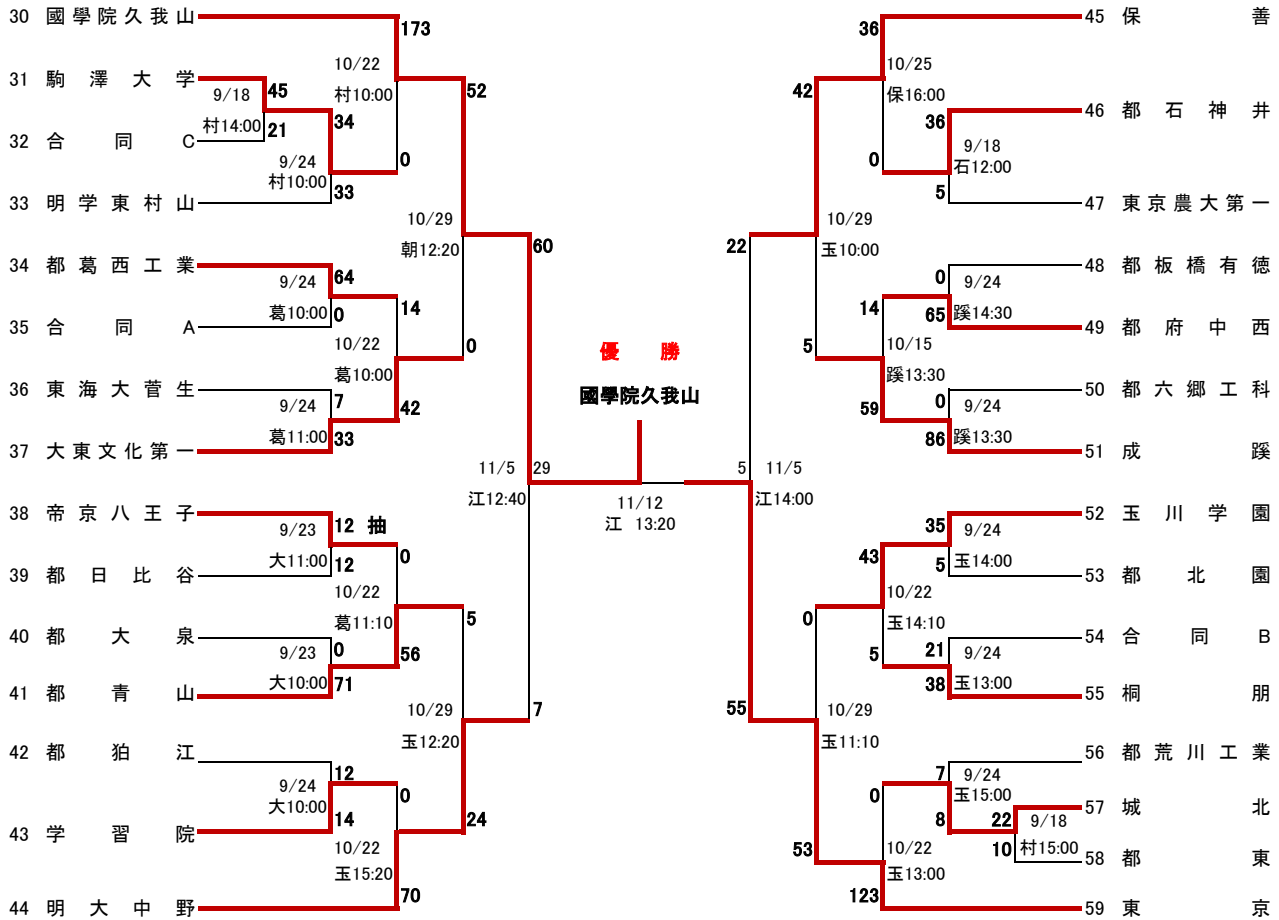 30 國學院久我山
173
10/22
村10:00
31 駒澤大学
45
9/18
村14:00
21
32 合同C
34
9/24
村10:00
33
0
33 明学東村山
52
10/29
朝12:20
34 都葛西工業
64
9/24
葛10:00
0
35 合同A
14
10/22
葛10:00
0
36 東海大菅生
7
9/24
葛11:00
33
42
37 大東文化第一
60
11/5
江12:40
29
38 帝京八王子
12 抽
9/23
大11:00
12
0
39 都日比谷
10/22
葛11:10
5
40 都大泉
0
9/23
大10:00
71
56
41 都青山
10/29
玉12:20
7
42 都狛江
12
9/24
大10:00
14
0
43 学習院
24
10/22
玉15:20
70
44 明大中野
優勝
國學院久我山
11/12
江 13:20
45 保善
36
10/25
保16:00
42
46 都石神井
36
9/18
石12:00
0
5
47 東京農大第一
10/29
玉10:00
22
48 都板橋有徳
0
9/24
蹊14:30
14
65
49 都府中西
10/15
蹊13:30
5
50 都六郷工科
0
9/24
蹊13:30
59
86
51 成蹊
5
11/5
江14:00
52 玉川学園
35
9/24
玉14:00
43
5
53 都北園
10/22
玉14:10
0
54 合同B
21
9/24
玉13:00
5
38
55 桐朋
55
10/29
玉11:10
56 都荒川工業
7
9/24
玉15:00
0
8
57 城北
22
9/18
村15:00
10
58 都東
53
10/22
玉13:00
123
59 東京